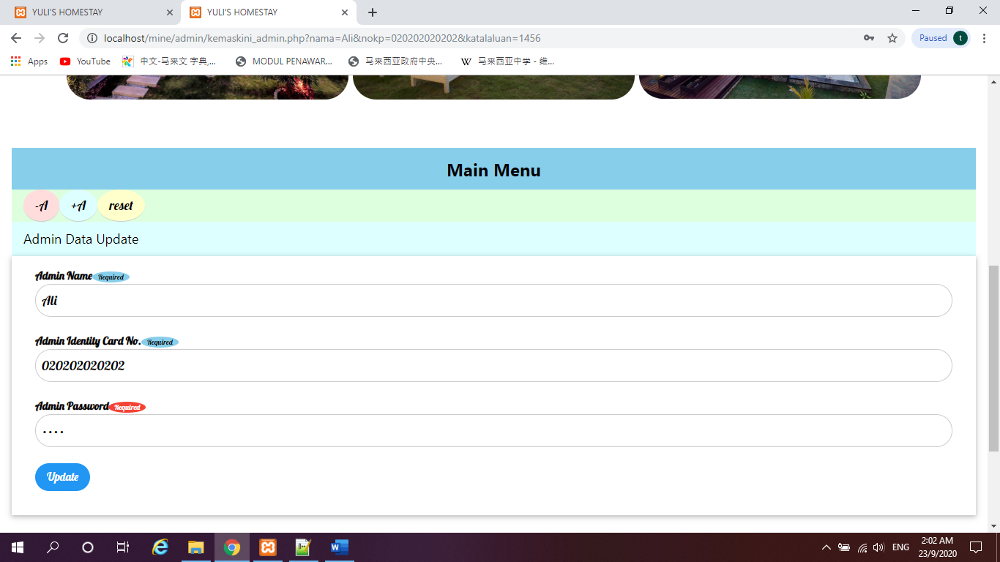 YULI'S HOMESTAY
YULI'S HOMESTAY
localhost/mine/admin/kemaskini_admin.php?nama=Ali&nokp=020202020202&katalaluan=1456
Paused
t
Apps
YouTube
中文-马来文 字典,...
MODUL PENAWAR...
马来西亚政府中央...
W
马来西亚中学 - 维...
Main Menu
-A
+A
reset
Admin Data Update
Admin Name Required
Ali
Admin Identity Card No. Required
020202020202
Admin Password Required
....
Update
ENG
2:02 AM
23/9/2020